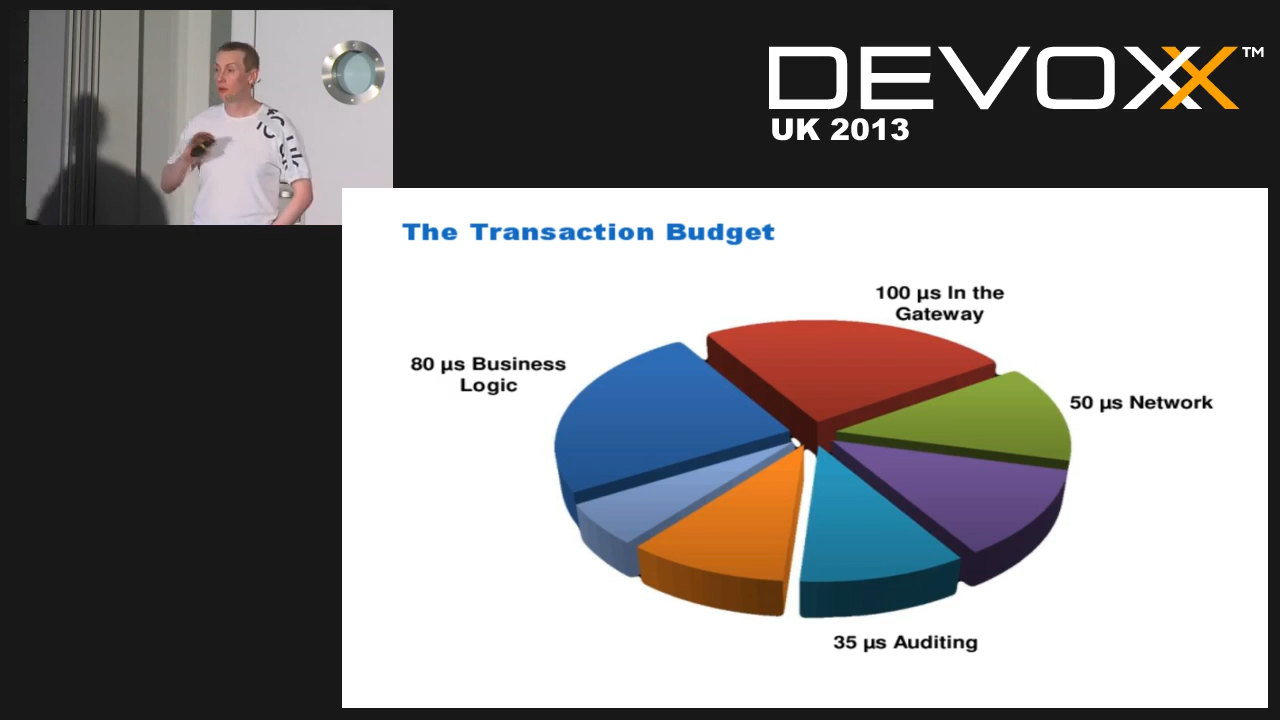 DEVOXX™
UK 2013
The Transaction Budget
100 µs In the
Gateway
80 µs Business
Logic
50 µs Network
35 µs Auditing